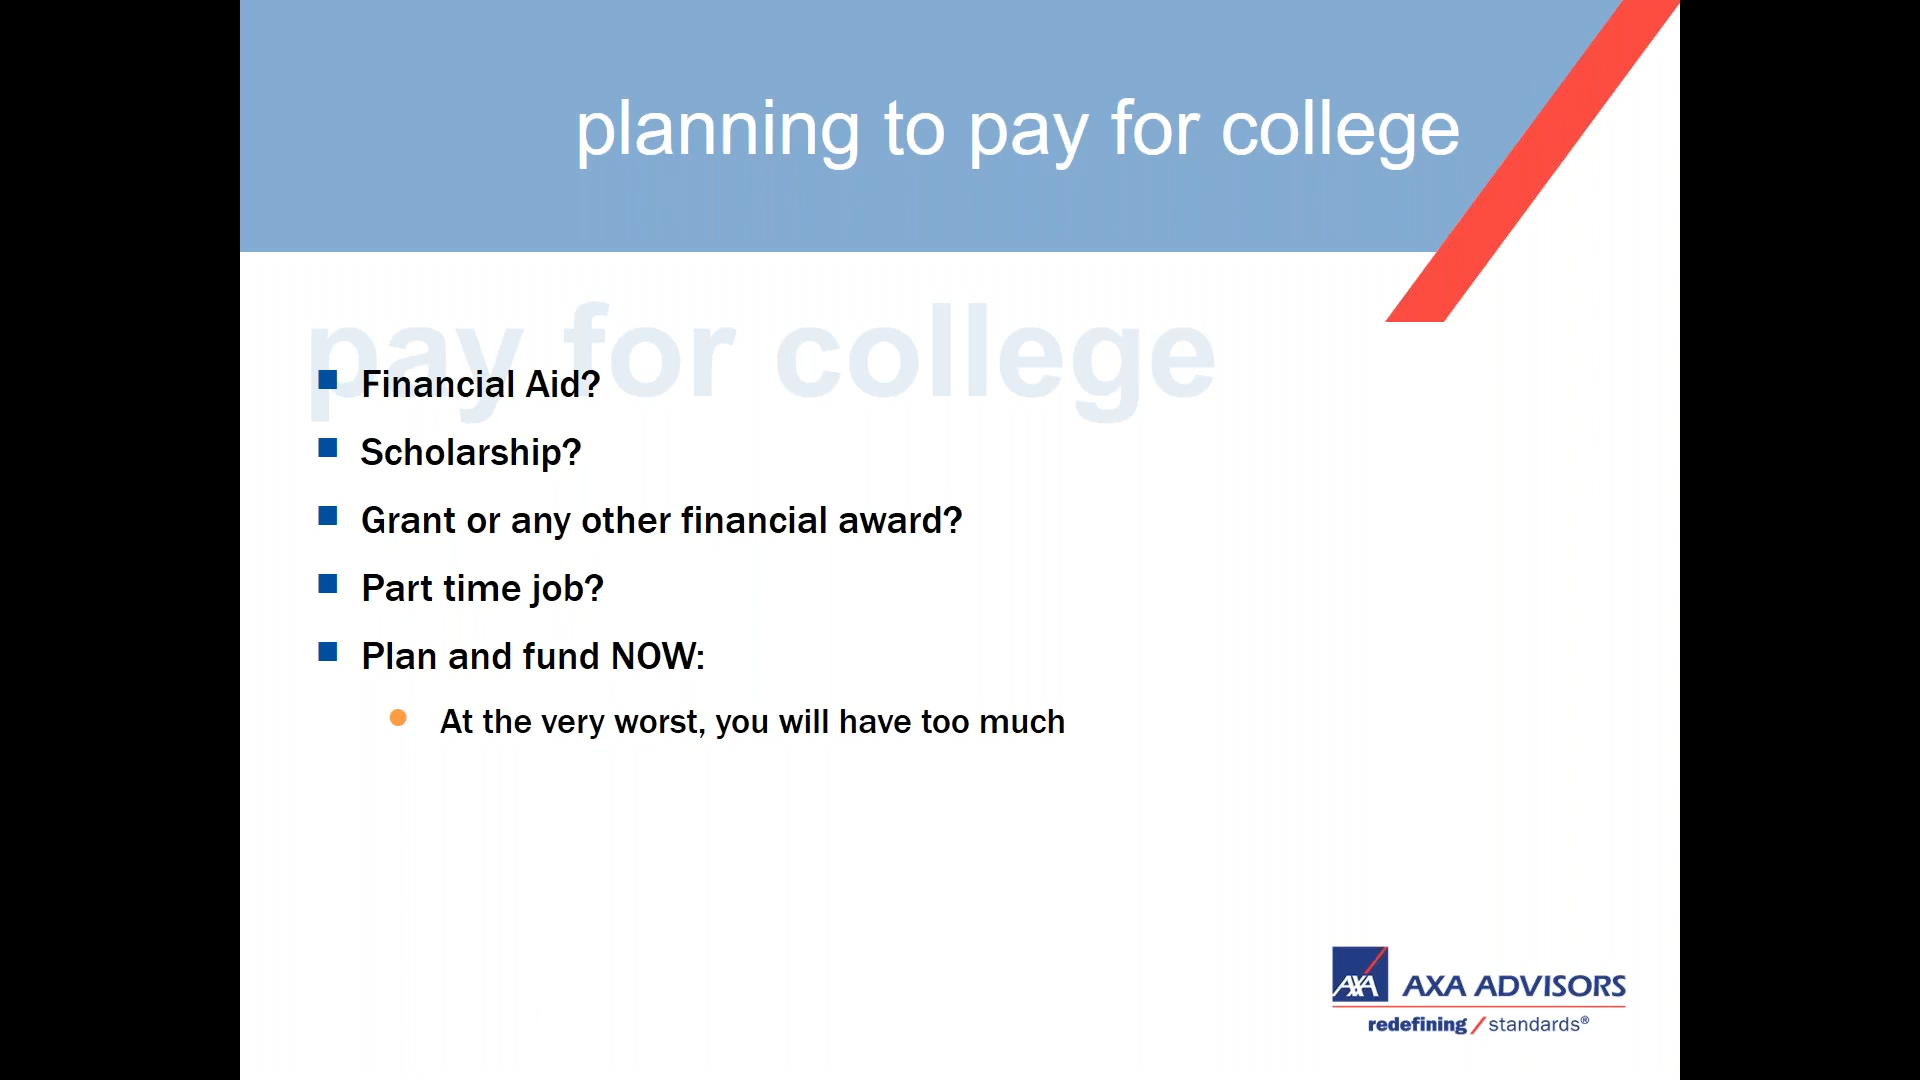 planning to pay for college
pay for college
Financial Aid?
Scholarship?
Grant or any other financial award?
Part time job?
Plan and fund NOW:
At the very worst, you will have too much
AXA AXA ADVISORS
redefining / standards®